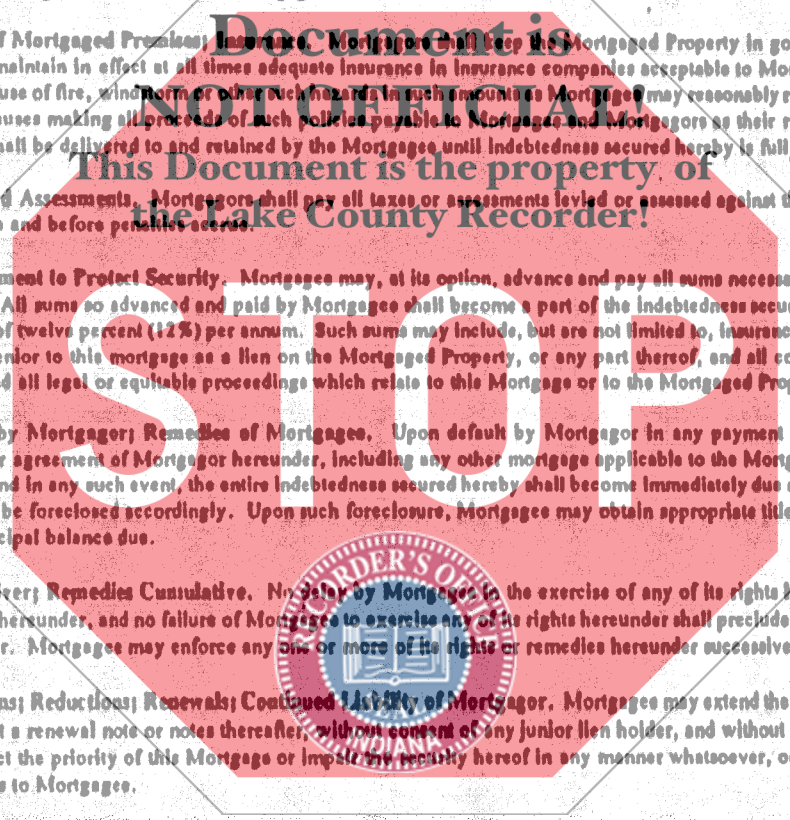 Document is
of Mortgaged Premises; Insurance. Mortgagors shall keep the Mortgaged Property in go
maintain in effect at all times adequate insurance in insurance companies acceptable to Mo
NOT OFFICIAL!
use of fire, windstorm or other such hazards in such amounts as Mortgagee may reasonably r
uses making all proceeds of such policies payable to Mortgagee and Mortgagors as their r
all be delivered to and retained by the Mortgagee until indebtedness secured hereby is full
This Document is the property of
d Assessments. Mortgagors shall pay all taxes or assessments levied or assessed against t
the Lake County Recorder!
and before penalties accrue.
ment to Protect Security. Mortgagee may, at its option, advance and pay all sums necess
All sums so advanced and paid by Mortgagee shall become a part of the indebtedness secu
of twelve percent (12%) per annum. Such sums may include, but are not limited to, insuranc
enior to this mortgage as a lien on the Mortgaged Property, or any part thereof, and all co
d all legal or equitable proceedings which relate to this Mortgage or to the Mortgaged Prop
STOP
by Mortgagor; Remedies of Mortgagee. Upon default by Mortgagor in any payment
r agreement of Mortgagor hereunder, including any other mortgage applicable to the Mort
nd in any such event, the entire indebtedness secured hereby shall become immediately due
be foreclosed accordingly. Upon such foreclosure, Mortgagee may obtain appropriate title
cipal balance due.
ver; Remedies Cumulative. No delay by Mortgagee in the exercise of any of its rights
hereunder, and no failure of Mortgagee to exercise any of its rights hereunder shall preclude
r. Mortgagee may enforce any one or more of its rights or remedies hereunder successive
RECORDER'S OFFICE
SEAL
INDIANA
ns; Reductions; Renewals; Continued Liability of Mortgagor. Mortgagee may extend the
t a renewal note or notes thereafter, without consent of any junior lien holder, and without
ct the priority of this Mortgage or impair the security hereof in any manner whatsoever, o
s to Mortgagee.